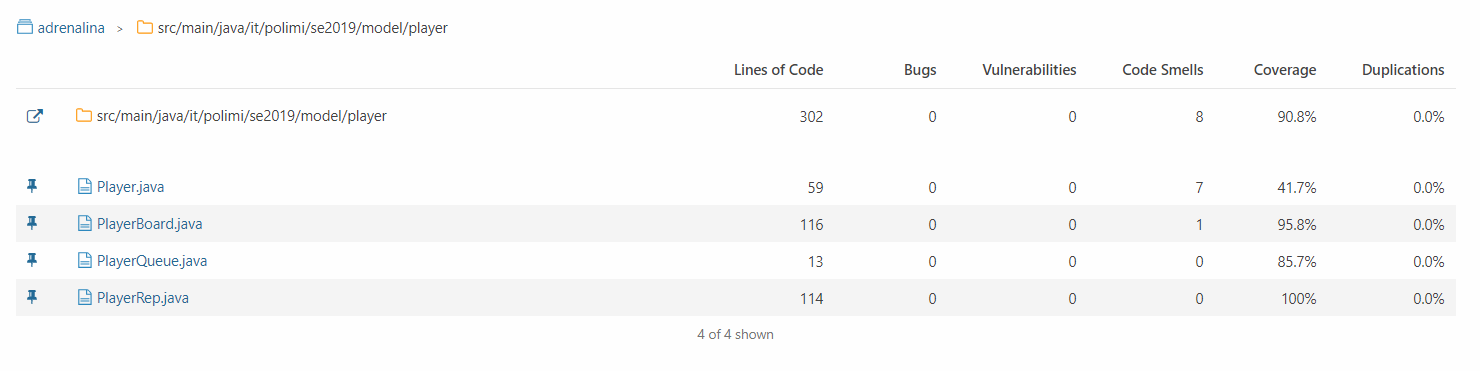 adrenalina > src/main/java/it/polimi/se2019/model/player
Lines of Code Bugs Vulnerabilities Code Smells Coverage Duplications
src/main/java/it/polimi/se2019/model/player 302 0 0 8 90.8% 0.0%
Player.java 59 0 0 7 41.7% 0.0%
PlayerBoard.java 116 0 0 1 95.8% 0.0%
PlayerQueue.java 13 0 0 0 85.7% 0.0%
PlayerRep.java 114 0 0 0 100% 0.0%
4 of 4 shown